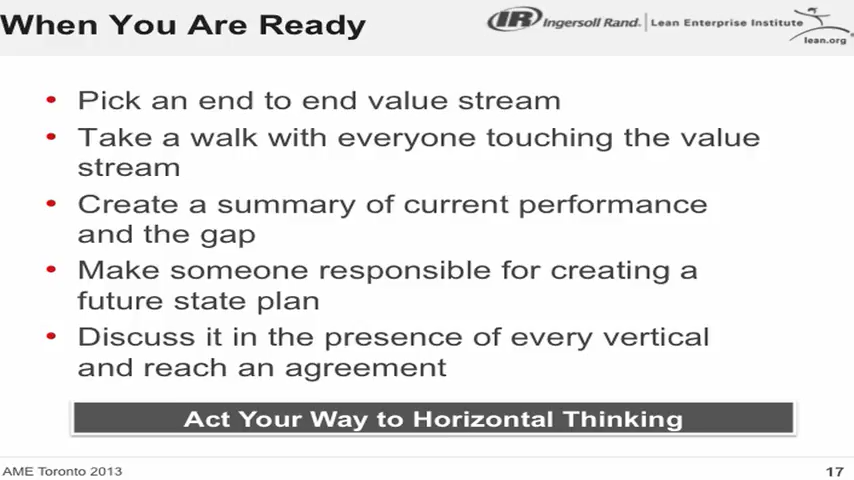 When You Are Ready
IR Ingersoll Rand. | Lean Enterprise Institute
lean.org
• Pick an end to end value stream
• Take a walk with everyone touching the value
stream
• Create a summary of current performance
and the gap
• Make someone responsible for creating a
future state plan
• Discuss it in the presence of every vertical
and reach an agreement
Act Your Way to Horizontal Thinking
AME Toronto 2013
17